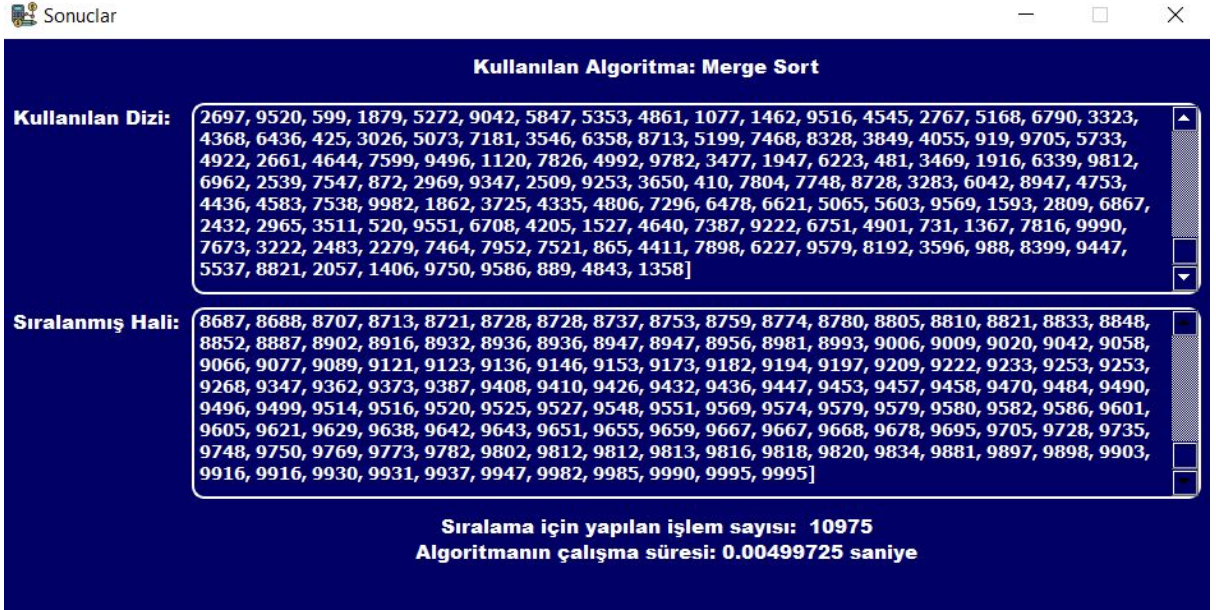 Sonuclar
Kullanılan Algoritma: Merge Sort
Kullanılan Dizi:
2697, 9520, 599, 1879, 5272, 9042, 5847, 5353, 4861, 1077, 1462, 9516, 4545, 2767, 5168, 6790, 3323,
4368, 6436, 425, 3026, 5073, 7181, 3546, 6358, 8713, 5199, 7468, 8328, 3849, 4055, 919, 9705, 5733,
4922, 2661, 4644, 7599, 9496, 1120, 7826, 4992, 9782, 3477, 1947, 6223, 481, 3469, 1916, 6339, 9812,
6962, 2539, 7547, 872, 2969, 9347, 2509, 9253, 3650, 410, 7804, 7748, 8728, 3283, 6042, 8947, 4753,
4436, 4583, 7538, 9982, 1862, 3725, 4335, 4806, 7296, 6478, 6621, 5065, 5603, 9569, 1593, 2809, 6867,
2432, 2965, 3511, 520, 9551, 6708, 4205, 1527, 4640, 7387, 9222, 6751, 4901, 731, 1367, 7816, 9990,
7673, 3222, 2483, 2279, 7464, 7952, 7521, 865, 4411, 7898, 6227, 9579, 8192, 3596, 988, 8399, 9447,
5537, 8821, 2057, 1406, 9750, 9586, 889, 4843, 1358]
Sıralanmış Hali:
8687, 8688, 8707, 8713, 8721, 8728, 8728, 8737, 8753, 8759, 8774, 8780, 8805, 8810, 8821, 8833, 8848,
8852, 8887, 8902, 8916, 8932, 8936, 8936, 8947, 8947, 8956, 8981, 8993, 9006, 9009, 9020, 9042, 9058,
9066, 9077, 9089, 9121, 9123, 9136, 9146, 9153, 9173, 9182, 9194, 9197, 9209, 9222, 9233, 9253, 9253,
9268, 9347, 9362, 9373, 9387, 9408, 9410, 9426, 9432, 9436, 9447, 9453, 9457, 9458, 9470, 9484, 9490,
9496, 9499, 9514, 9516, 9520, 9525, 9527, 9548, 9551, 9569, 9574, 9579, 9579, 9580, 9582, 9586, 9601,
9605, 9621, 9629, 9638, 9642, 9643, 9651, 9655, 9659, 9667, 9667, 9668, 9678, 9695, 9705, 9728, 9735,
9748, 9750, 9769, 9773, 9782, 9802, 9812, 9812, 9813, 9816, 9818, 9820, 9834, 9881, 9897, 9898, 9903,
9916, 9916, 9930, 9931, 9937, 9947, 9982, 9985, 9990, 9995, 9995]
Sıralama için yapılan işlem sayısı: 10975
Algoritmanın çalışma süresi: 0.00499725 saniye